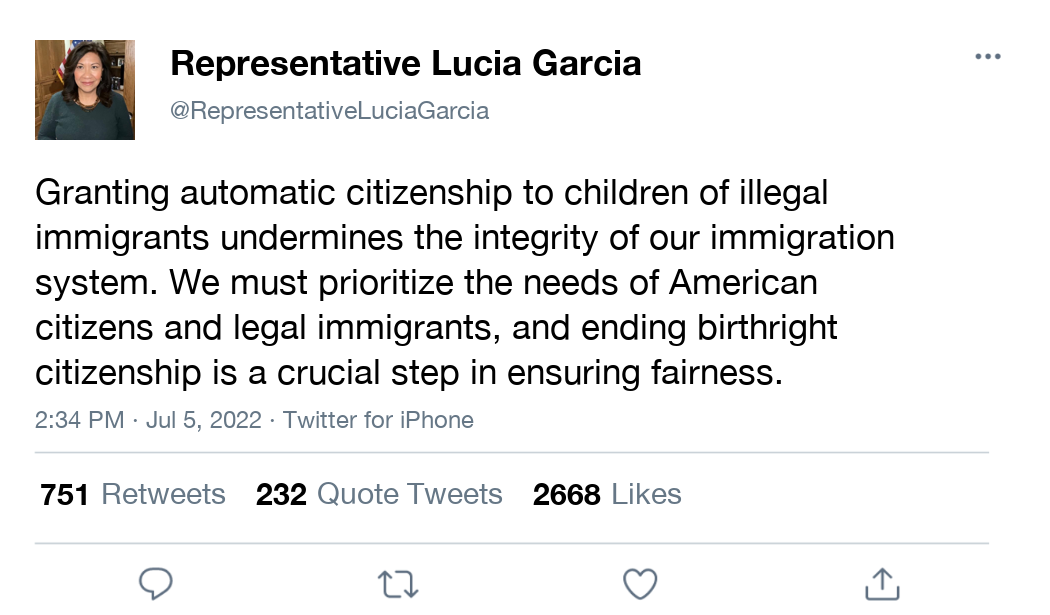 Representative Lucia Garcia
@RepresentativeLuciaGarcia
Granting automatic citizenship to children of illegal
immigrants undermines the integrity of our immigration
system. We must prioritize the needs of American
citizens and legal immigrants, and ending birthright
citizenship is a crucial step in ensuring fairness.
2:34 PM · Jul 5, 2022 · Twitter for iPhone
751 Retweets 232 Quote Tweets 2668 Likes